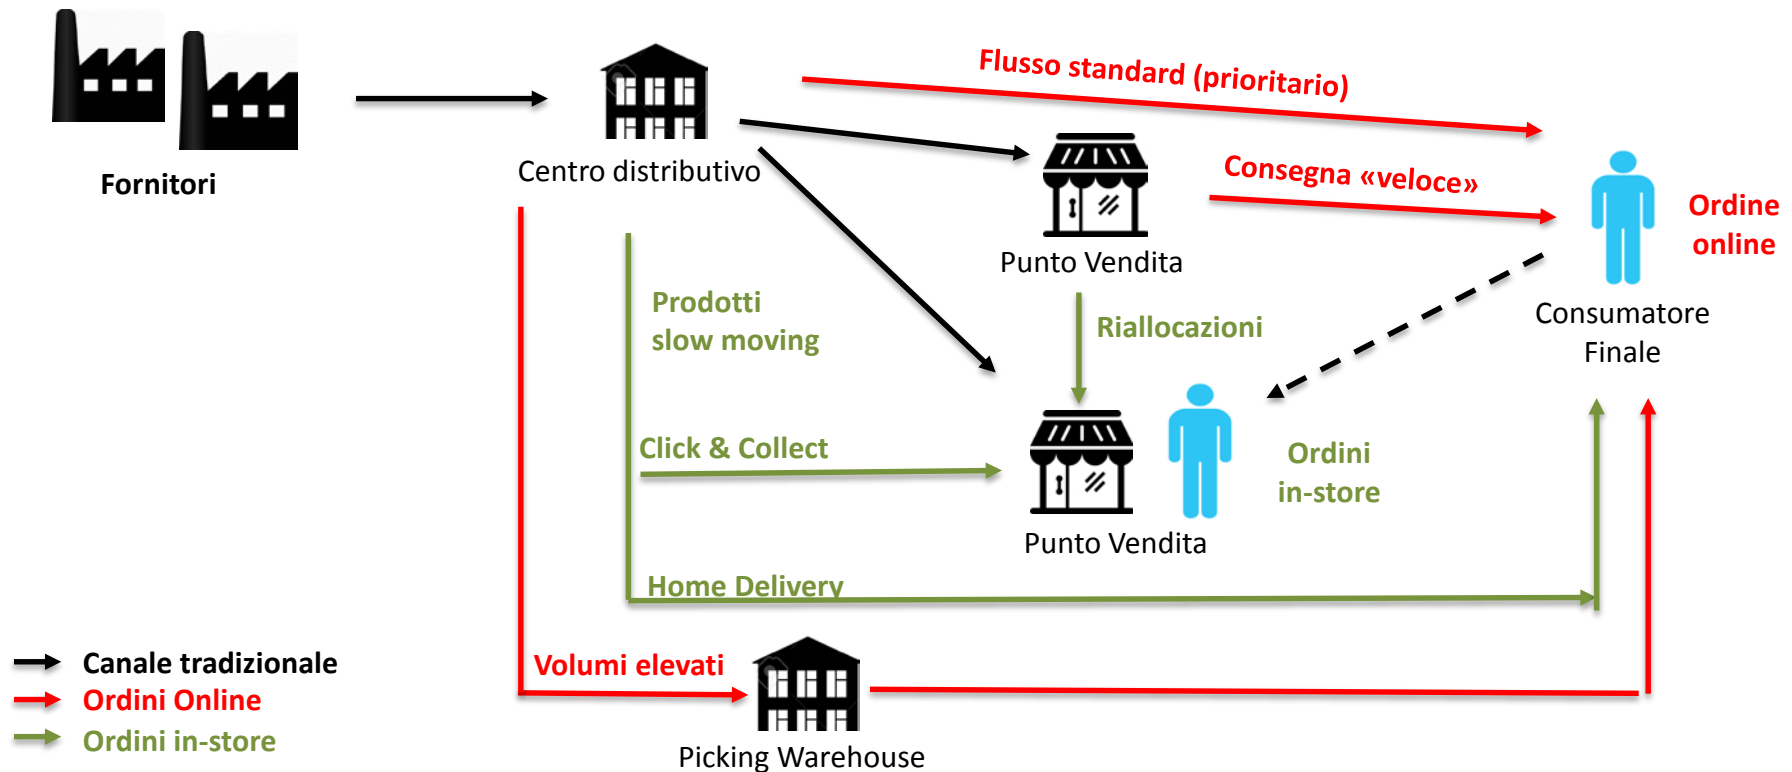 Flusso standard (prioritario)
Fornitori
Centro distributivo
Consegna «veloce»
Punto Vendita
Ordine
online
Consumatore
Finale
Prodotti
slow moving
Riallocazioni
Click & Collect
Ordini
in-store
Punto Vendita
Home Delivery
Volumi elevati
Picking Warehouse
Canale tradizionale
Ordini Online
Ordini in-store